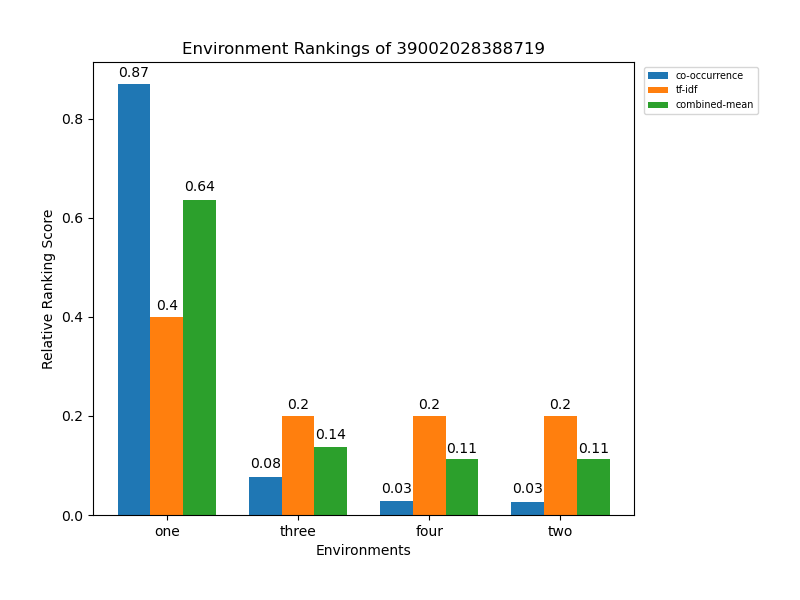 Environment Rankings of 39002028388719
co-occurrence
tf-idf
combined-mean
Relative Ranking Score
0.8
0.6
0.4
0.2
0.0
0.87
0.4
0.64
0.08
0.2
0.14
0.03
0.2
0.11
0.03
0.2
0.11
one three four two
Environments